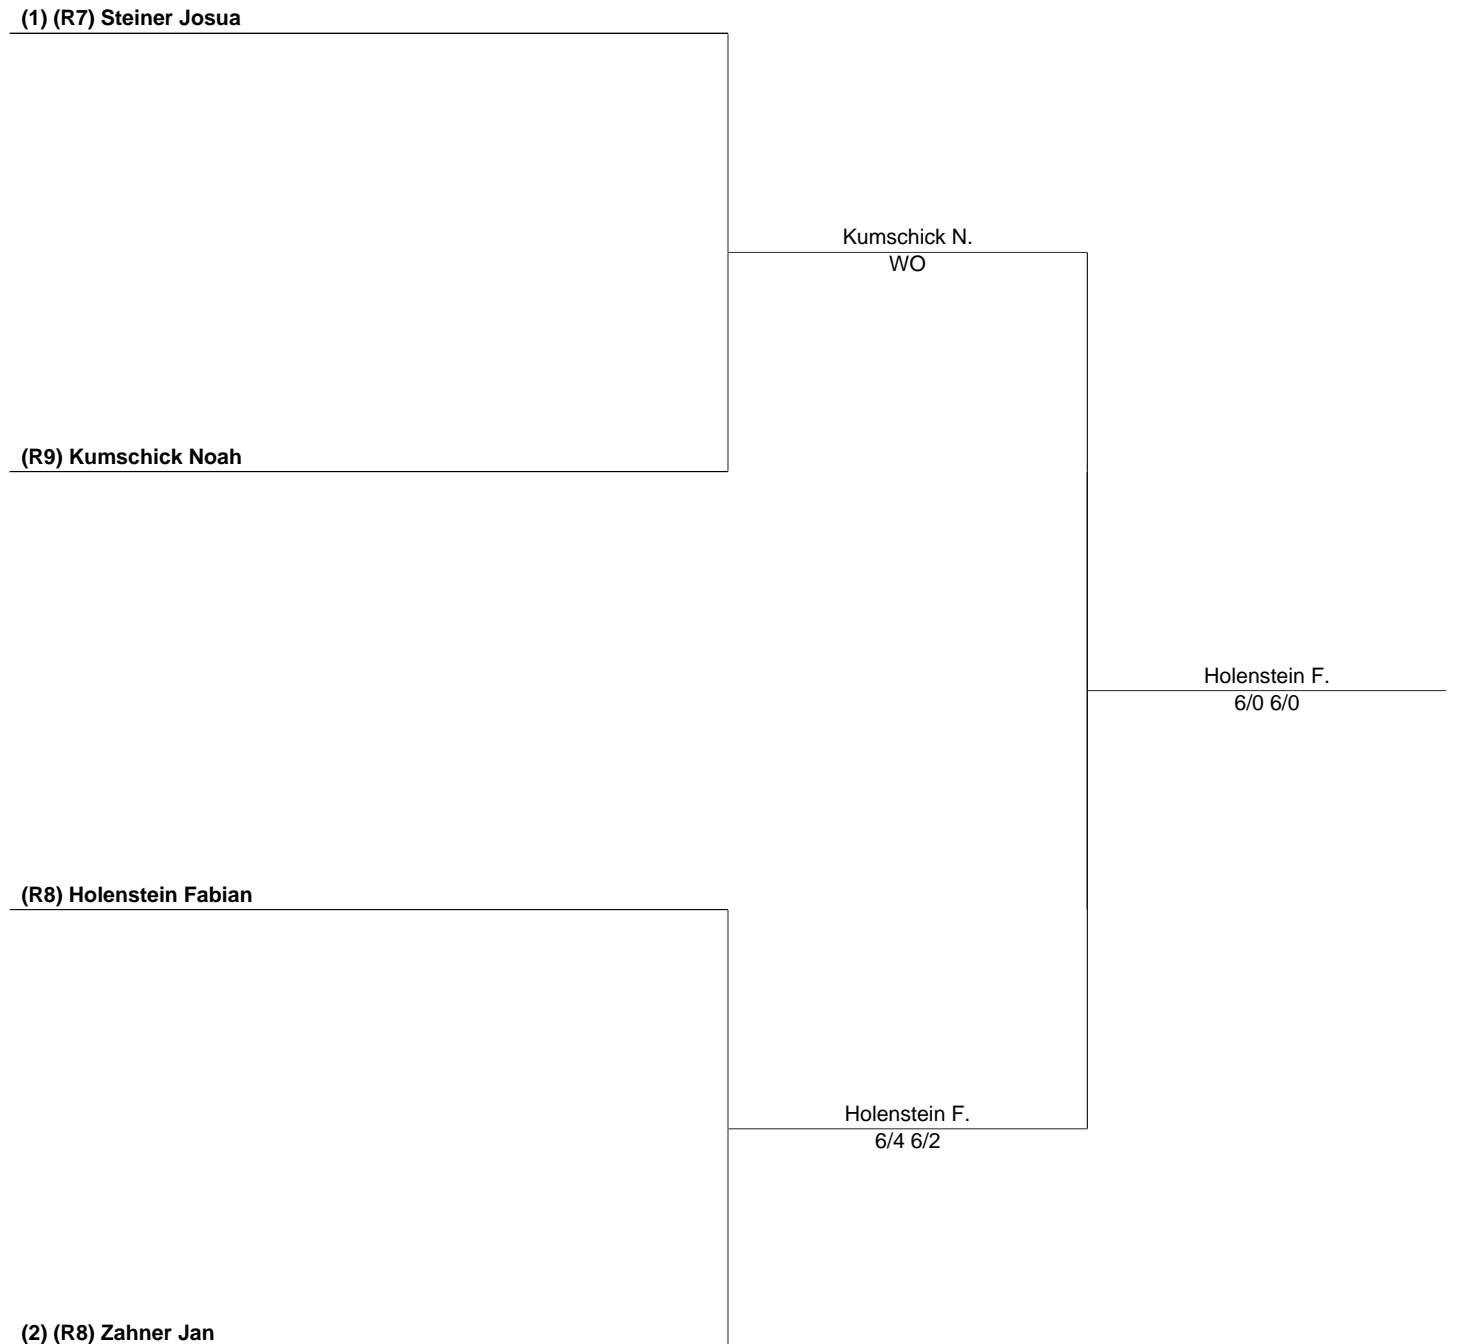 (1) (R7) Steiner Josua
Kumschick N.
WO
(R9) Kumschick Noah
Holenstein F.
6/0 6/0
(R8) Holenstein Fabian
Holenstein F.
6/4 6/2
(2) (R8) Zahner Jan